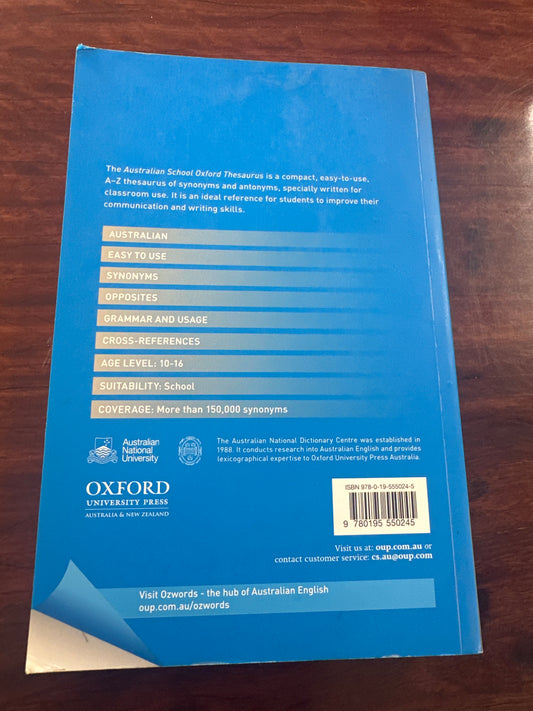 The Australian School Oxford Thesaurus is a compact, easy-to-use,
A–Z thesaurus of synonyms and antonyms, specially written for
classroom use. It is an ideal reference for students to improve their
communication and writing skills.
AUSTRALIAN
EASY TO USE
SYNONYMS
OPPOSITES
GRAMMAR AND USAGE
CROSS-REFERENCES
AGE LEVEL: 10-16
SUITABILITY: School
COVERAGE: More than 150,000 synonyms
Australian
National
University
The Australian National Dictionary Centre was established in
1988. It conducts research into Australian English and provides
lexicographical expertise to Oxford University Press Australia.
OXFORD
UNIVERSITY PRESS
AUSTRALIA & NEW ZEALAND
ISBN 978-0-19-555024-5
9 780195 550245
Visit us at: oup.com.au or
contact customer service: cs.au@oup.com
Visit Ozwords - the hub of Australian English
oup.com.au/ozwords